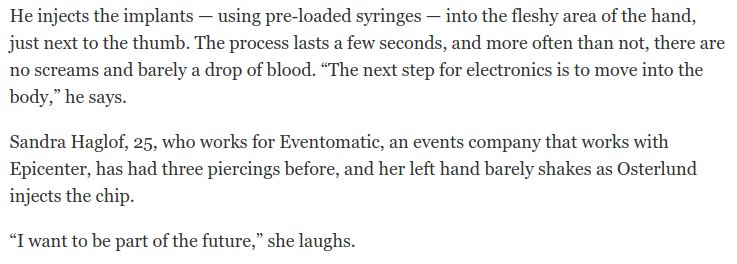 He injects the implants — using pre-loaded syringes — into the fleshy area of the hand,
just next to the thumb. The process lasts a few seconds, and more often than not, there are
no screams and barely a drop of blood. “The next step for electronics is to move into the
body,” he says.
Sandra Haglof, 25, who works for Eventomatic, an events company that works with
Epicenter, has had three piercings before, and her left hand barely shakes as Osterlund
injects the chip.
“I want to be part of the future,” she laughs.